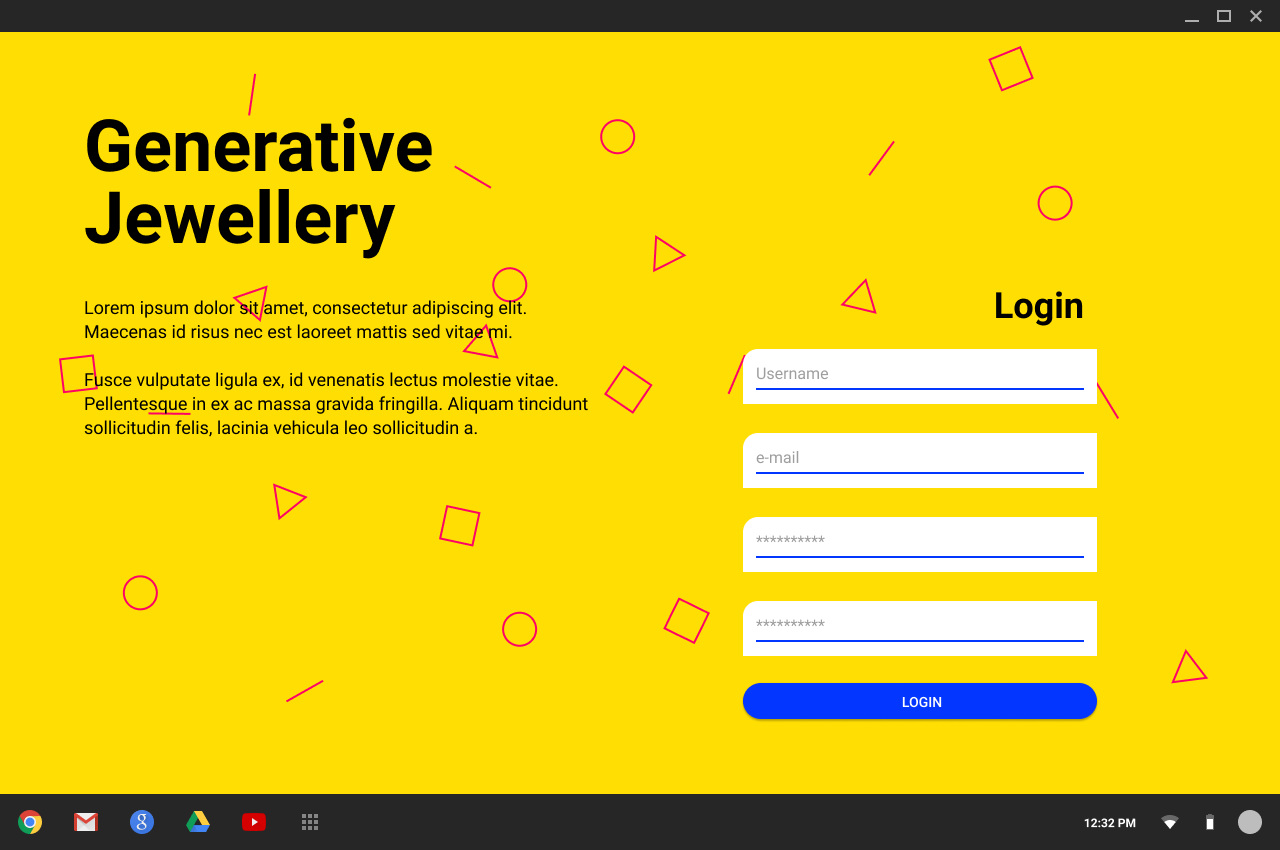 Generative
Jewellery
Lorem ipsum dolor sit amet, consectetur adipiscing elit.
Maecenas id risus nec est laoreet mattis sed vitae mi.
Fusce vulputate ligula ex, id venenatis lectus molestie vitae.
Pellentesque in ex ac massa gravida fringilla. Aliquam tincidunt
sollicitudin felis, lacinia vehicula leo sollicitudin a.
Login
Username
e-mail
**********
**********
LOGIN
12:32 PM